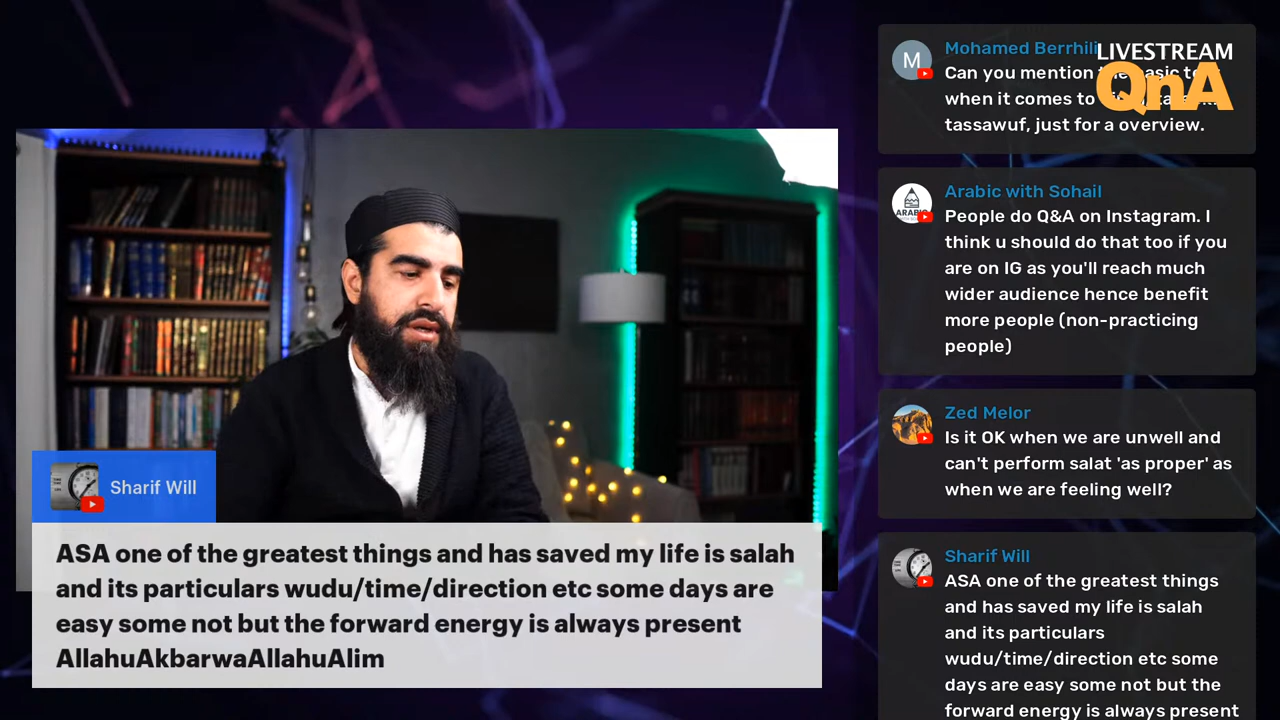 Sharif Will
ASA one of the greatest things and has saved my life is salah
and its particulars wudu/time/direction etc some days are
easy some not but the forward energy is always present
AllahuAkbarwaAllahuAlim
LIVESTREAM
QnA
M
Mohamed Berrhili
Can you mention
when it comes to
tassawuf, just for a overview.
Arabic with Sohail
People do Q&A on Instagram. I
think u should do that too if you
are on IG as you'll reach much
wider audience hence benefit
more people (non-practicing
people)
Zed Melor
Is it OK when we are unwell and
can't perform salat 'as proper' as
when we are feeling well?
Sharif Will
ASA one of the greatest things
and has saved my life is salah
and its particulars
wudu/time/direction etc some
days are easy some not but the
forward energy is always present